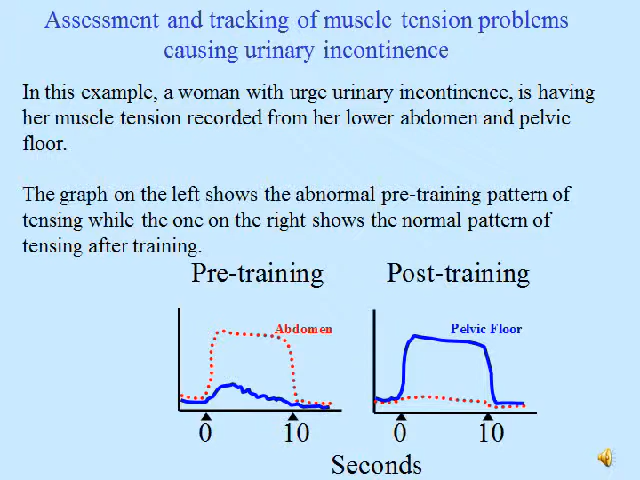 Assessment and tracking of muscle tension problems
causing urinary incontinence
In this example, a woman with urge urinary incontinence, is having
her muscle tension recorded from her lower abdomen and pelvic
floor.
The graph on the left shows the abnormal pre-training pattern of
tensing while the one on the right shows the normal pattern of
tensing after training.
Pre-training
Post-training
Abdomen
Pelvic Floor
0
10
0
10
Seconds